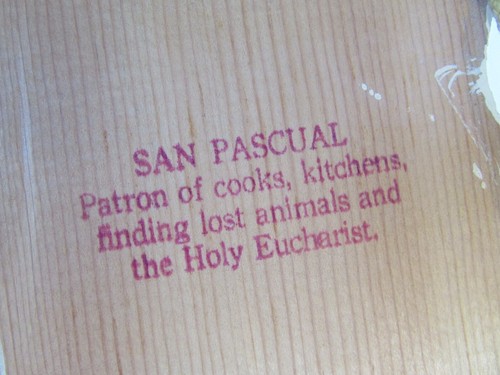 SAN PASCUAL
Patron of cooks, kitchens,
finding lost animals and
the Holy Eucharist.